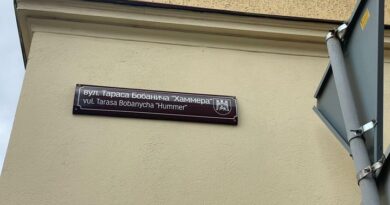 вул. Тараса Бобанича "Хаммера"
vul. Tarasa Bobanycha "Hummer"